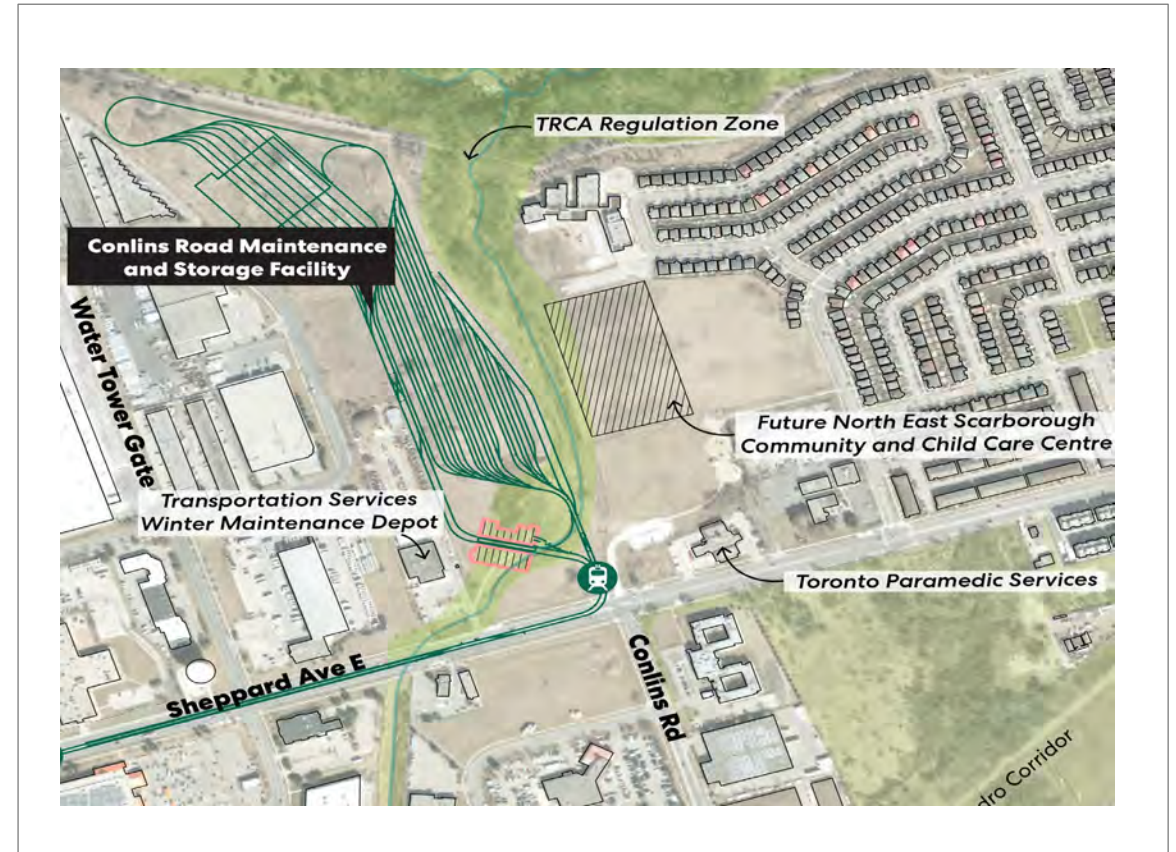 TRCA Regulation Zone
Conlins Road Maintenance
and Storage Facility
Water Tower Gate
Future North East Scarborough
Community and Child Care Centre
Transportation Services
Winter Maintenance Depot
Toronto Paramedic Services
Sheppard Ave E
Conlins Rd
dro Corridor